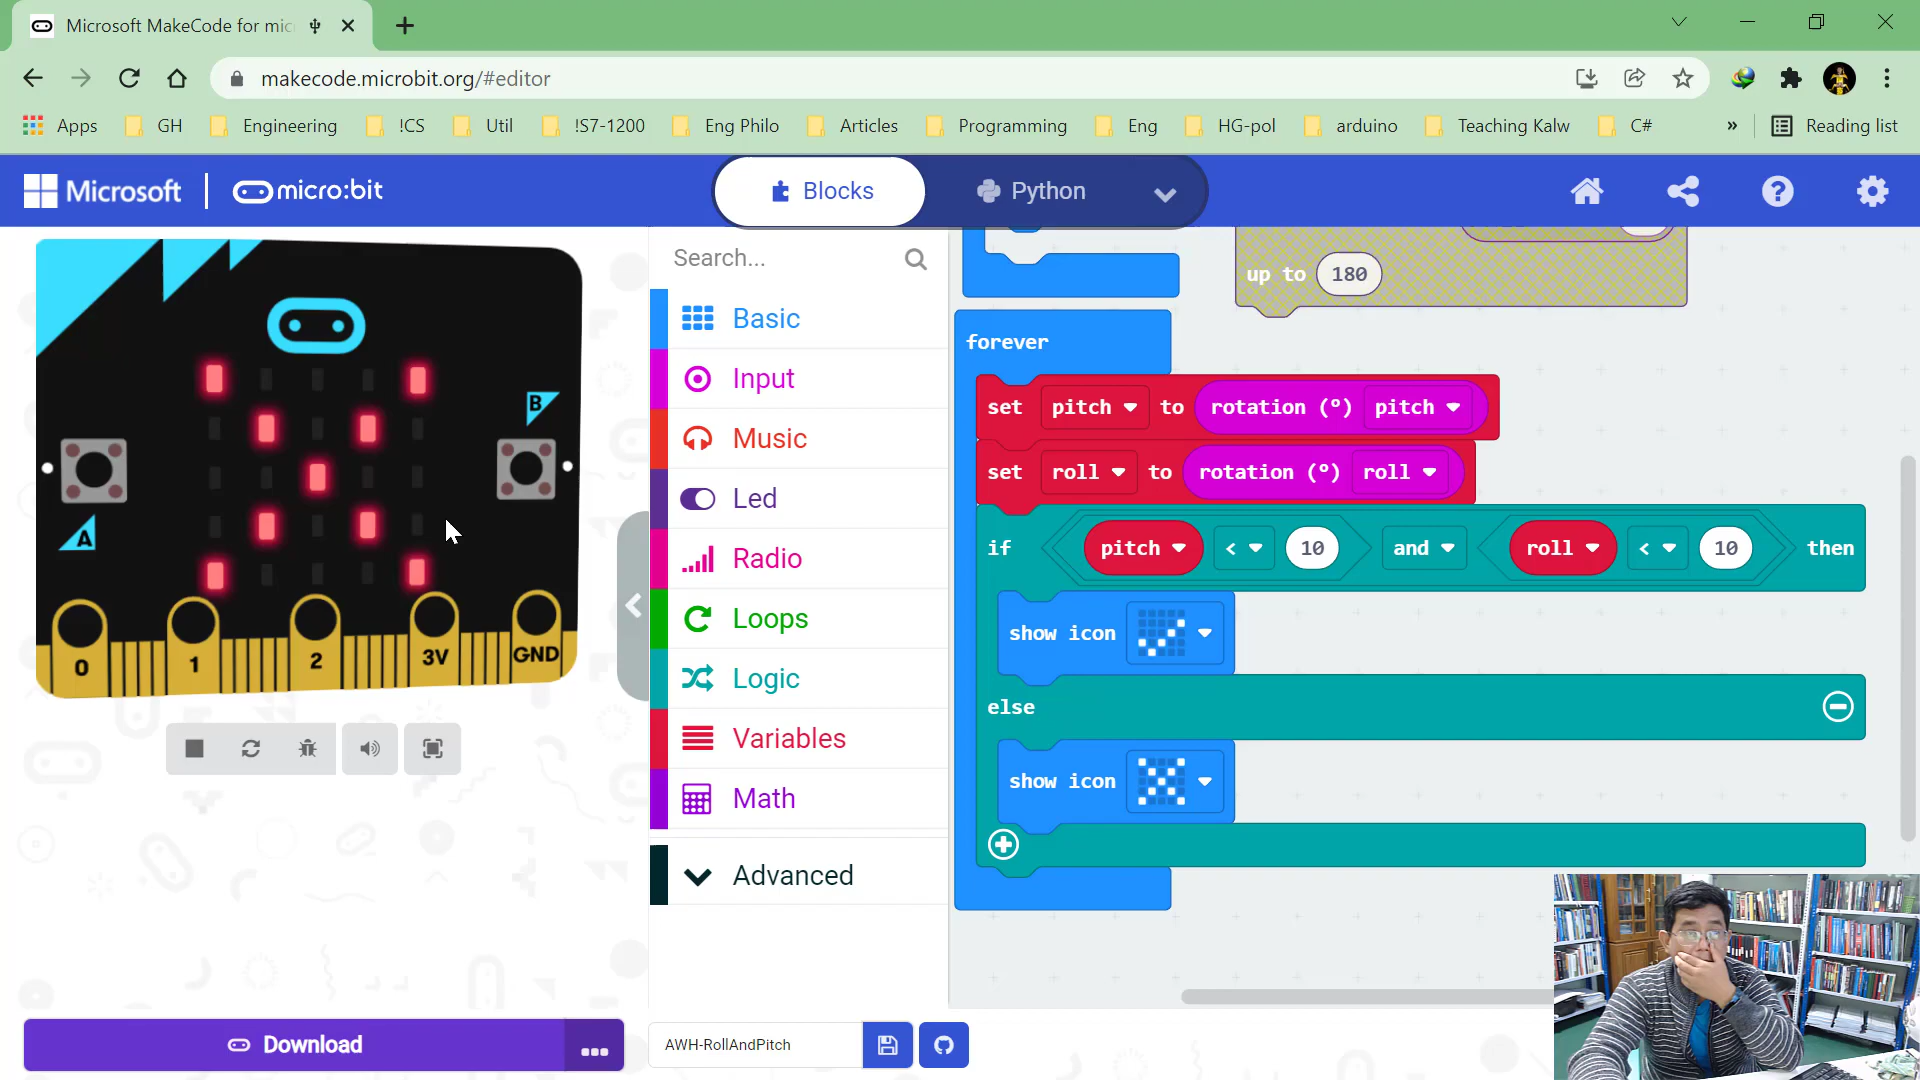 Microsoft MakeCode for mic
makecode.microbit.org/#editor
Apps GH Engineering !CS Util !S7-1200 Eng Philo Articles Programming Eng HG-pol arduino Teaching Kalw C# » Reading list
Microsoft micro:bit Blocks Python
Search...
Basic
Input
Music
Led
Radio
Loops
Logic
Variables
Math
Advanced
B
A
0 1 2 3V GND
up to 180
forever
set pitch to rotation (°) pitch
set roll to rotation (°) roll
if pitch < 10 and roll < 10 then
show icon
else
show icon
Download ...
AWH-RollAndPitch